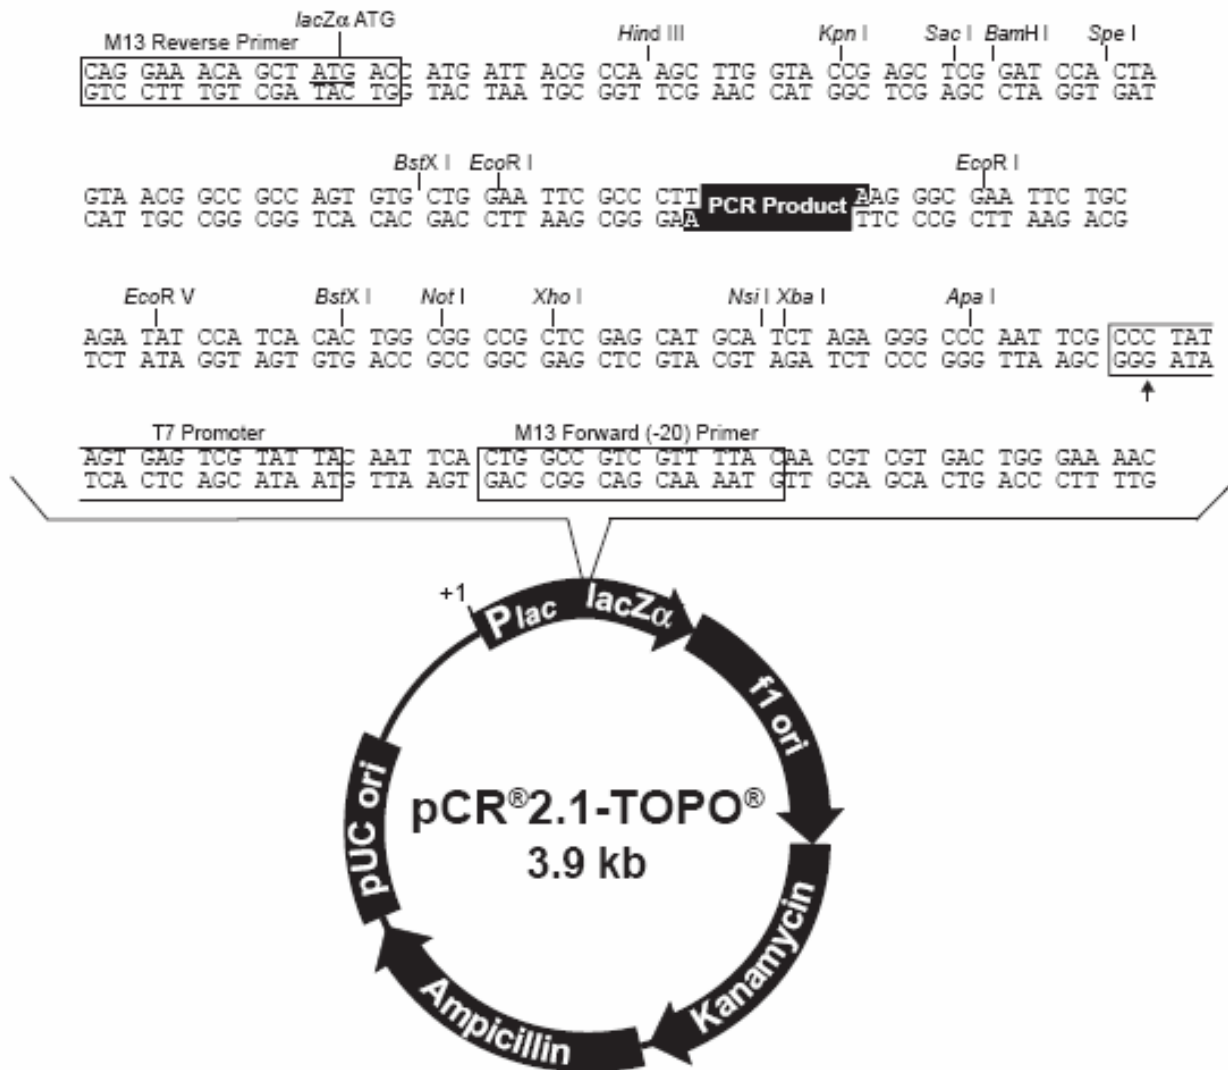 lacZα ATG
M13 Reverse Primer Hind III Kpn I Sac I BamH I Spe I
CAG GAA ACA GCT ATG ACC ATG ATT ACG CCA AGC TTG GTA CCG AGC TCG GAT CCA CTA
GTC CTT TGT CGA TAC TGG TAC TAA TGC GGT TCG AAC CAT GGC TCG AGC CTA GGT GAT
BstX I EcoR I EcoR I
GTA ACG GCC GCC AGT GTG CTG GAA TTC GCC CTT PCR Product AAG GGC GAA TTC TGC
CAT TGC CGG CGG TCA CAC GAC CTT AAG CGG GAA TTC CCG CTT AAG ACG
EcoR V BstX I Not I Xho I Nsi I Xba I Apa I
AGA TAT CCA TCA CAC TGG CGG CCG CTC GAG CAT GCA TCT AGA GGG CCC AAT TCG CCC TAT
TCT ATA GGT AGT GTG ACC GCC GGC GAG CTC GTA CGT AGA TCT CCC GGG TTA AGC GGG ATA
T7 Promoter M13 Forward (-20) Primer
AGT GAG TCG TAT TAC AAT TCA CTG GCC GTC GTT TTA CAA CGT CGT GAC TGG GAA AAC
TCA CTC AGC ATA ATG TTA AGT GAC CGG CAG CAA AAT GTT GCA GCA CTG ACC CTT TTG
+1
Plac lacZα
f1 ori
Kanamycin
Ampicillin
pUC ori
pCR®2.1-TOPO®
3.9 kb